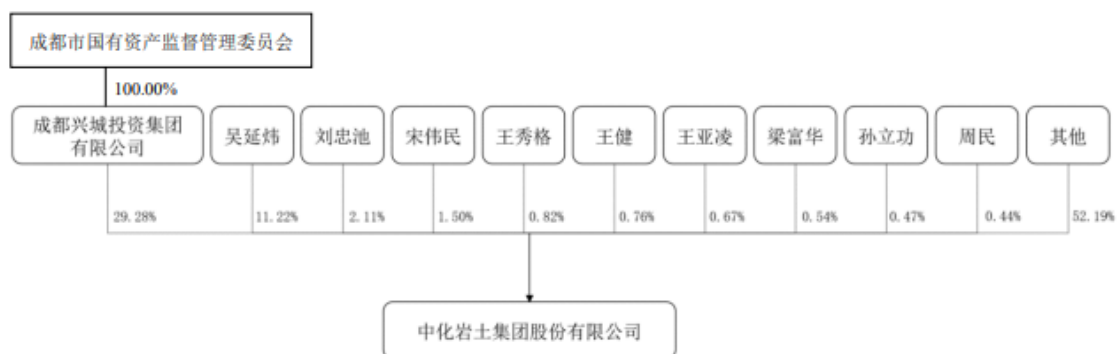 成都市国有资产监督管理委员会
100.00%
成都兴城投资集团
有限公司
吴延炜
刘忠池
宋伟民
王秀格
王健
王亚凌
梁富华
孙立功
周民
其他
29.28%
11.22%
2.11%
1.50%
0.82%
0.76%
0.67%
0.54%
0.47%
0.44%
52.19%
中化岩土集团股份有限公司